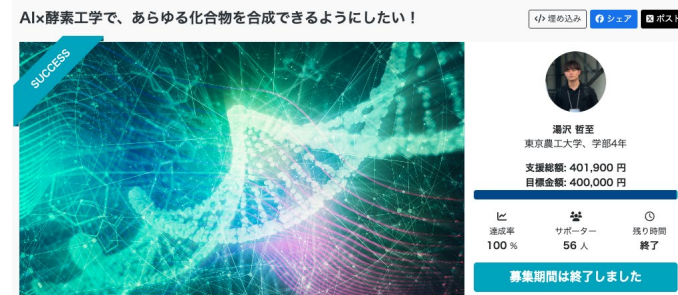 AI×酵素工学で、あらゆる化合物を合成できるようにしたい！
</> 埋め込み
シェア
ポスト
SUCCESS
湯沢 哲至
東京農工大学、学部4年
支援総額: 401,900 円
目標金額: 400,000 円
達成率
サポーター
残り時間
100 %
56 人
終了
募集期間は終了しました